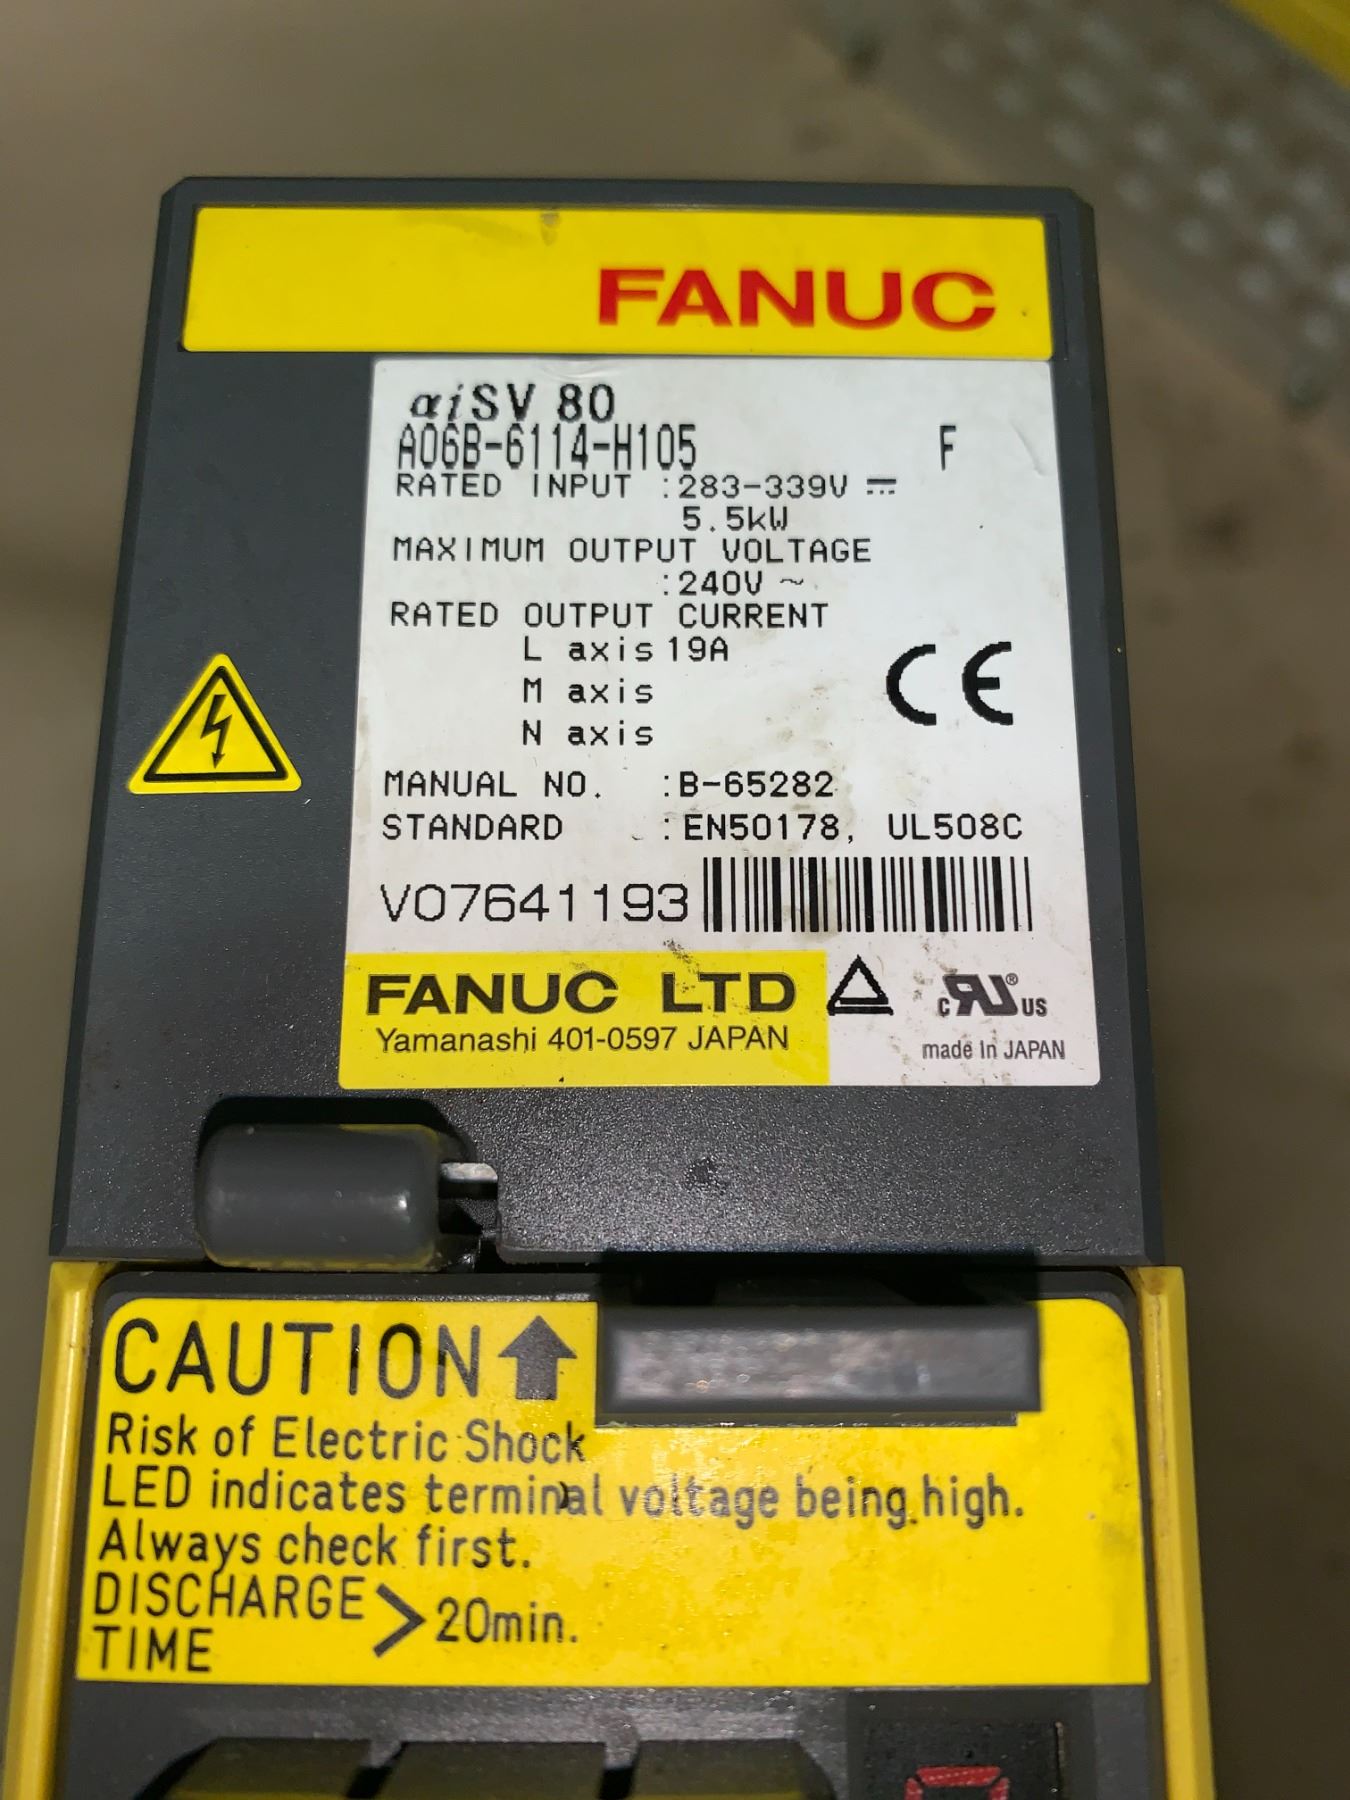 FANUC
αiSV 80
A06B-6114-H105 F
RATED INPUT :283-339V ⎓
5.5kW
MAXIMUM OUTPUT VOLTAGE
:240V ~
RATED OUTPUT CURRENT
L axis 19A
M axis
N axis
CE
MANUAL NO. :B-65282
STANDARD :EN50178, UL508C
V07641193
FANUC LTD
Yamanashi 401-0597 JAPAN
c RU ® US
made In JAPAN
CAUTION
Risk of Electric Shock
LED indicates terminal voltage being high.
Always check first.
DISCHARGE
TIME > 20min.